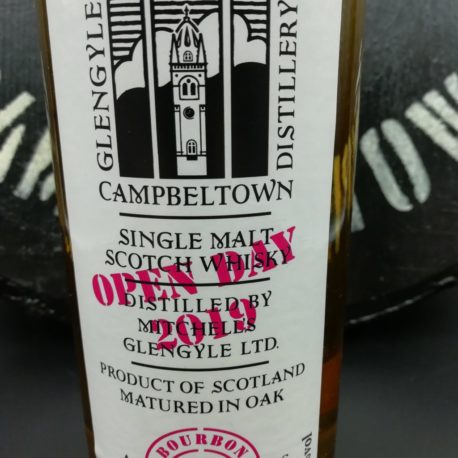 GLENGYLE
DISTILLERY
CAMPBELTOWN
SINGLE MALT
SCOTCH WHISKY
OPEN DAY
2019
DISTILLED BY
MITCHELL'S
GLENGYLE LTD.
PRODUCT OF SCOTLAND
MATURED IN OAK
BOURBON